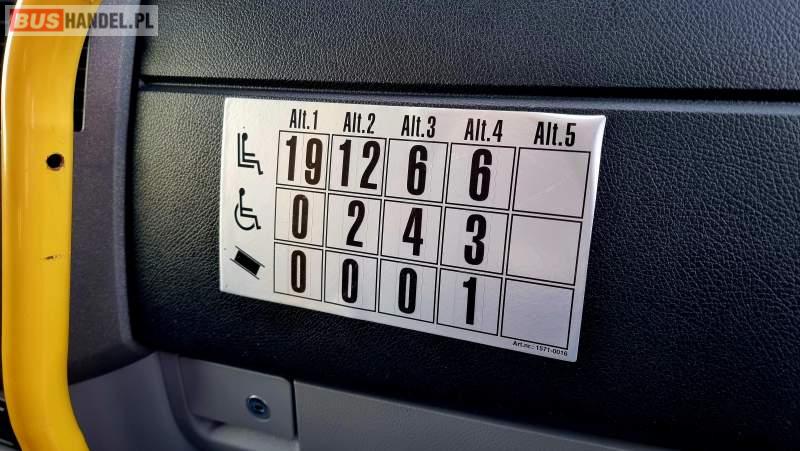 BUSHANDEL.PL
Alt.1 Alt.2 Alt.3 Alt.4 Alt.5
19 12 6 6
0 2 4 3
0 0 0 1
Art.nr.: 1571-0016